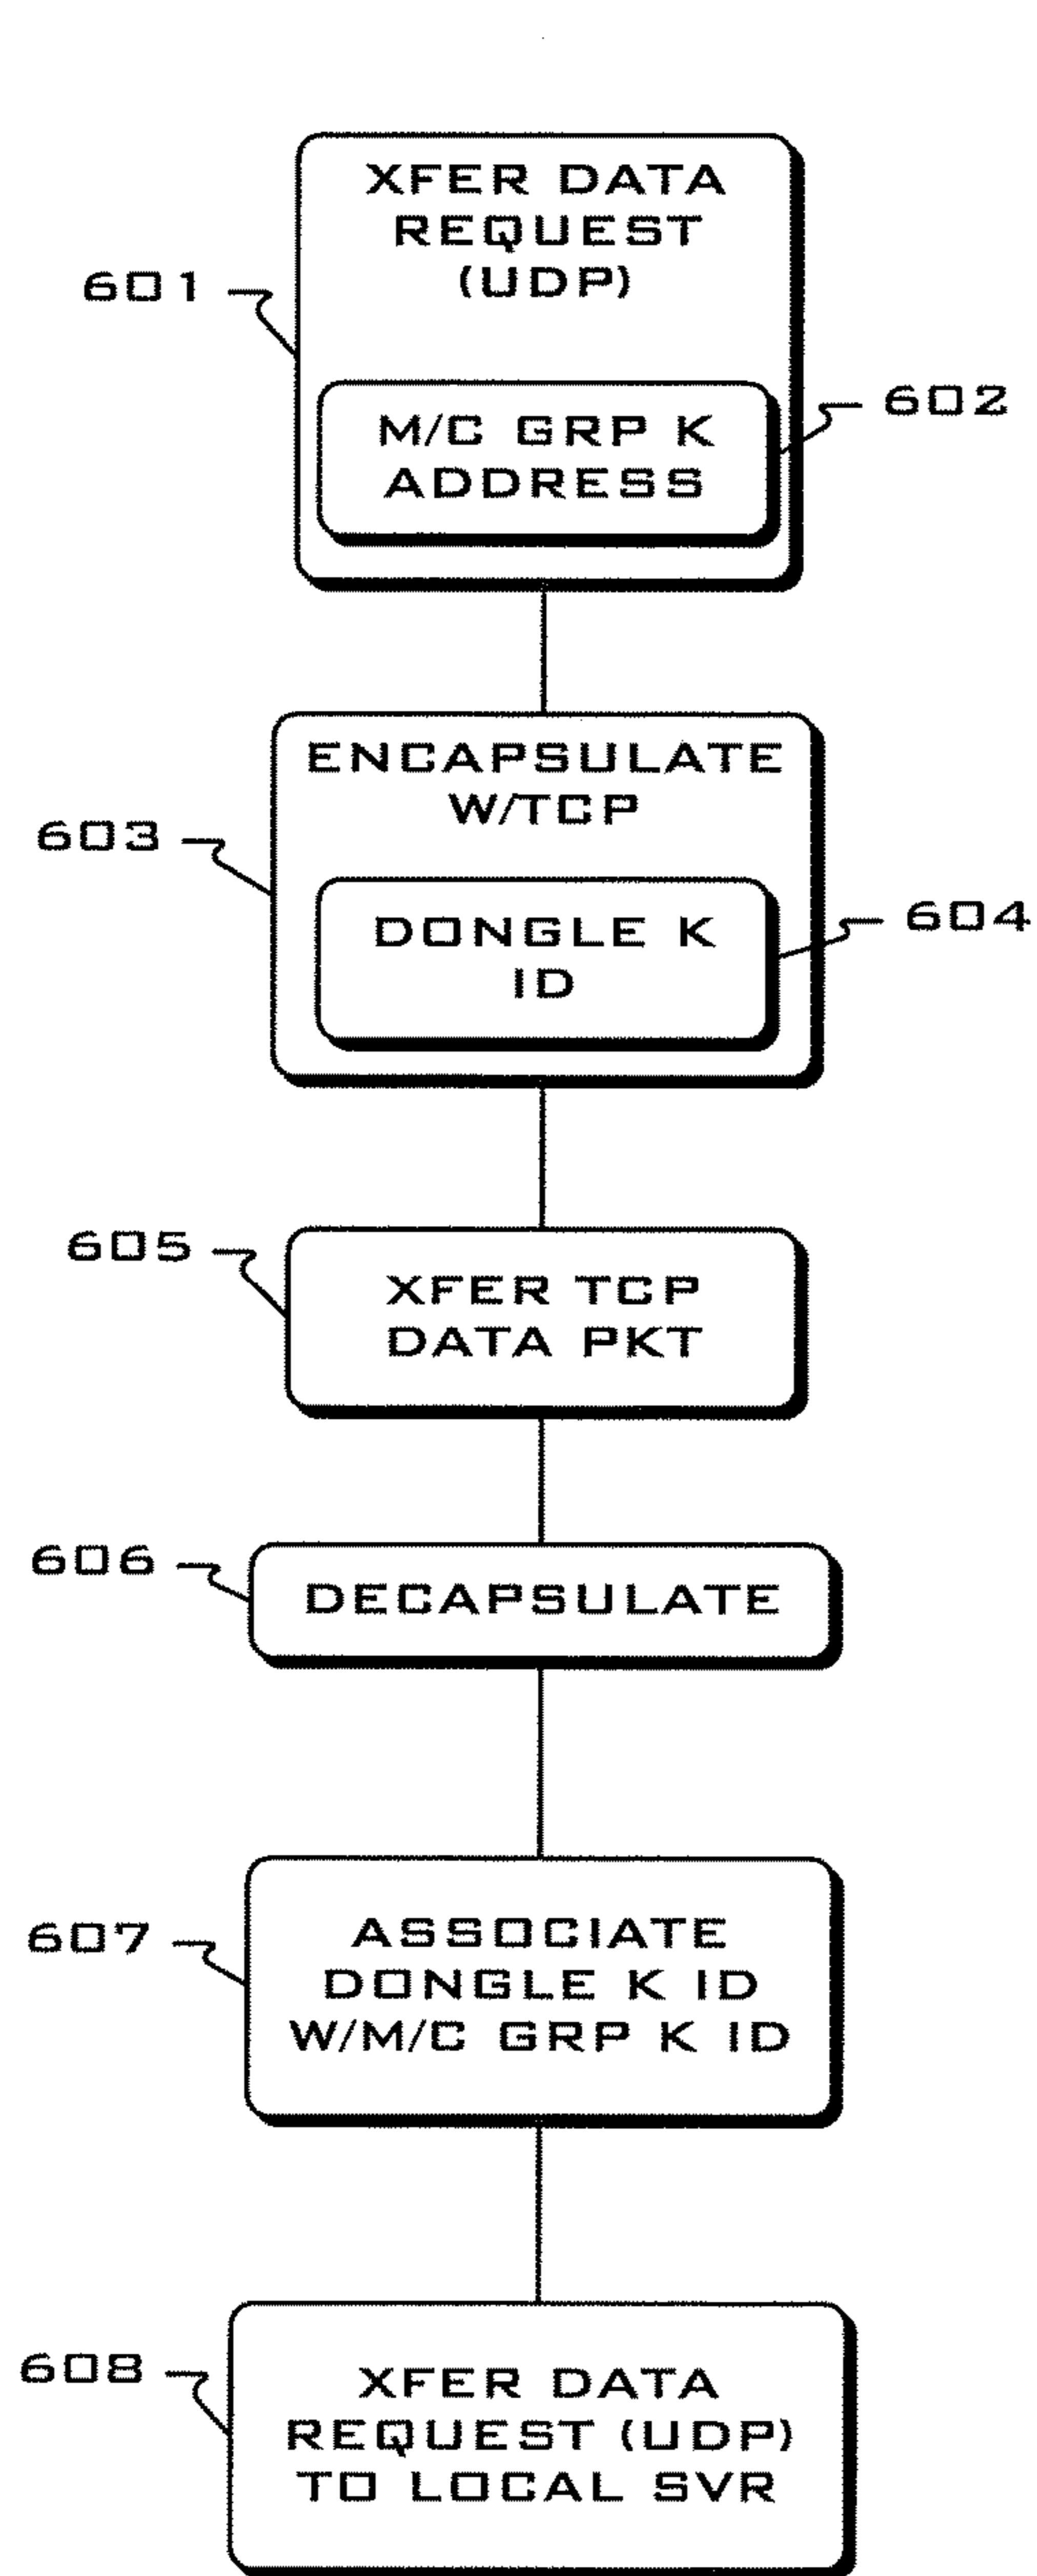 XFER DATA
REQUEST
(UDP)
601
M/C GRP K
ADDRESS
602
ENCAPSULATE
W/TCP
603
DONGLE K
ID
604
605
XFER TCP
DATA PKT
606
DECAPSULATE
607
ASSOCIATE
DONGLE K ID
W/M/C GRP K ID
608
XFER DATA
REQUEST (UDP)
TO LOCAL SVR